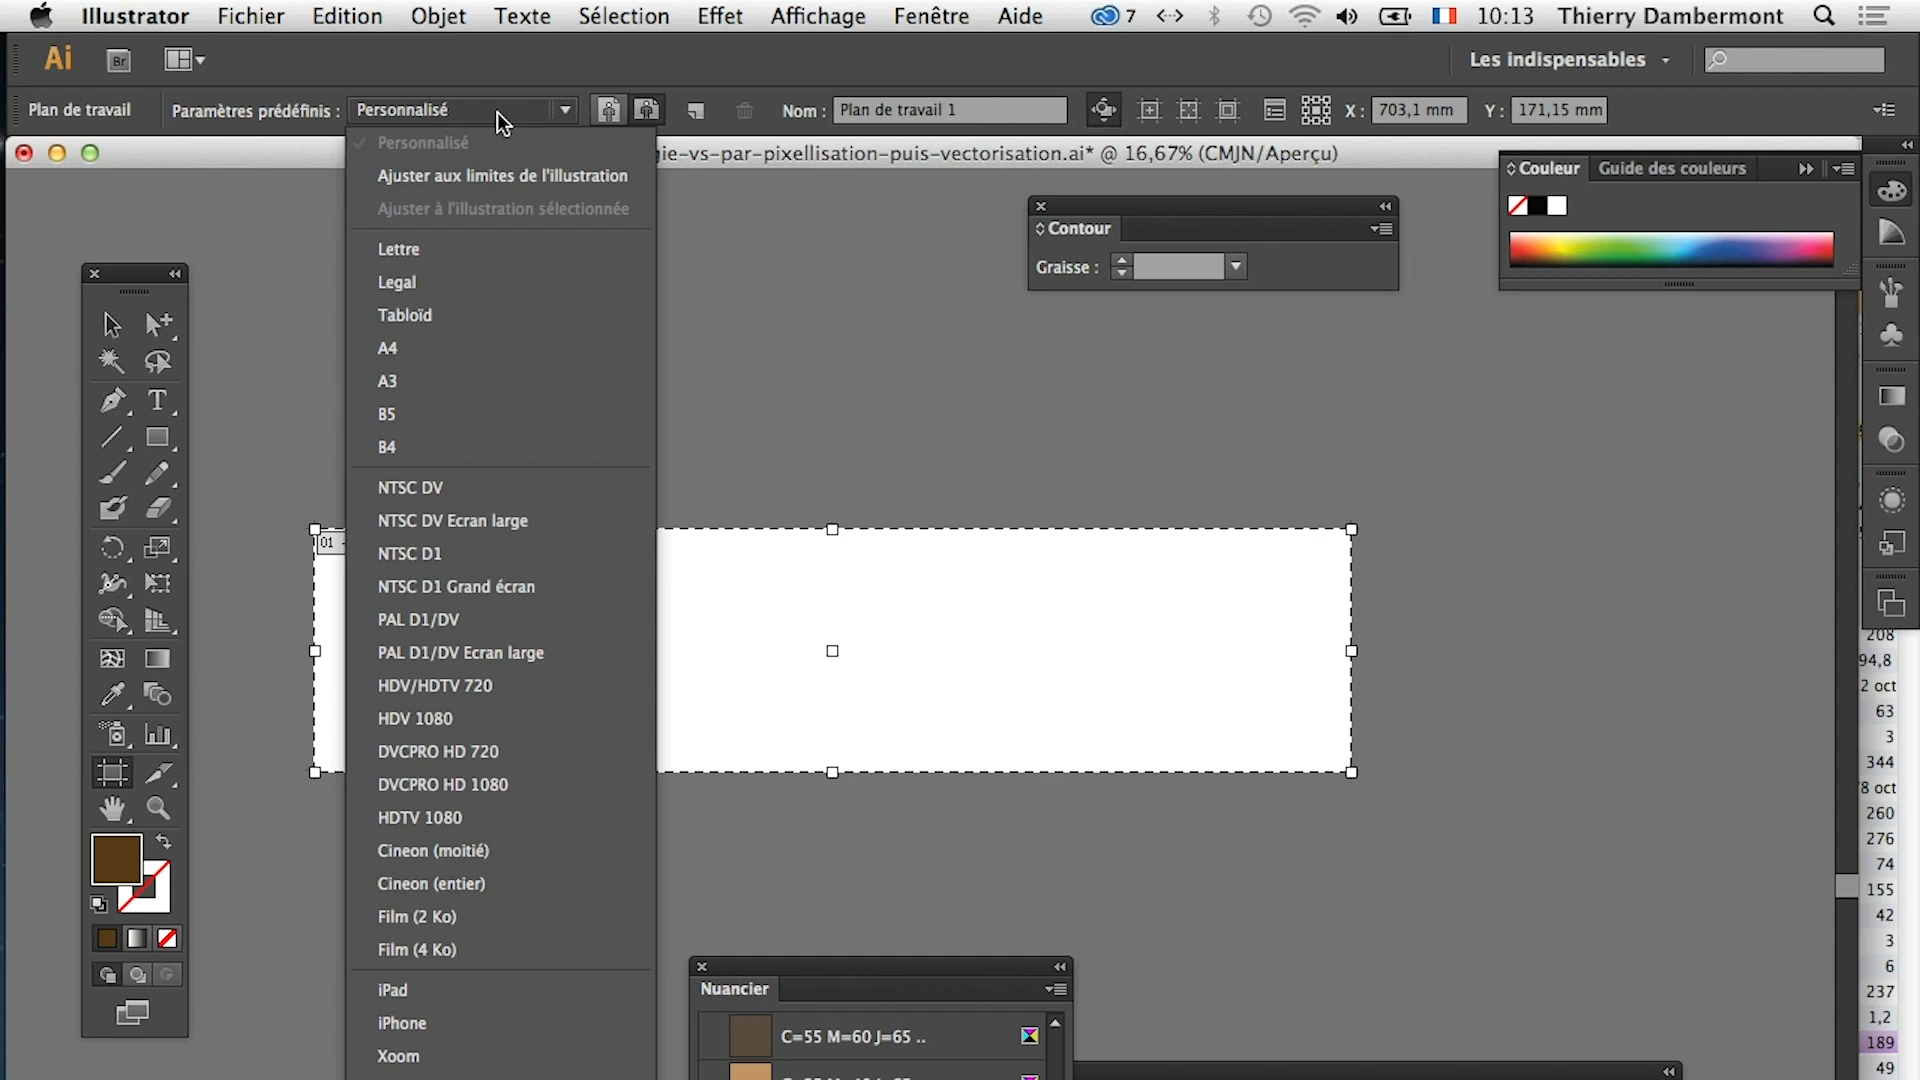 Illustrator Fichier Edition Objet Texte Sélection Effet Affichage Fenêtre Aide 7 10:13 Thierry Dambermont
Ai Br Les indispensables
Plan de travail Paramètres prédéfinis : Personnalisé Nom : Plan de travail 1 X : 703,1 mm Y : 171,15 mm
gie-vs-par-pixellisation-puis-vectorisation.ai* @ 16,67% (CMJN/Aperçu)
Personnalisé
Ajuster aux limites de l'illustration
Ajuster à l'illustration sélectionnée
Lettre
Legal
Tabloïd
A4
A3
B5
B4
NTSC DV
NTSC DV Ecran large
NTSC D1
NTSC D1 Grand écran
PAL D1/DV
PAL D1/DV Ecran large
HDV/HDTV 720
HDV 1080
DVCPRO HD 720
DVCPRO HD 1080
HDTV 1080
Cineon (moitié)
Cineon (entier)
Film (2 Ko)
Film (4 Ko)
iPad
iPhone
Xoom
01 -
Contour
Graisse :
Couleur Guide des couleurs
Nuancier
C=55 M=60 J=65 ..
208
94,8
2 oct
63
3
344
8 oct
260
276
74
155
42
3
6
237
1,2
189
49